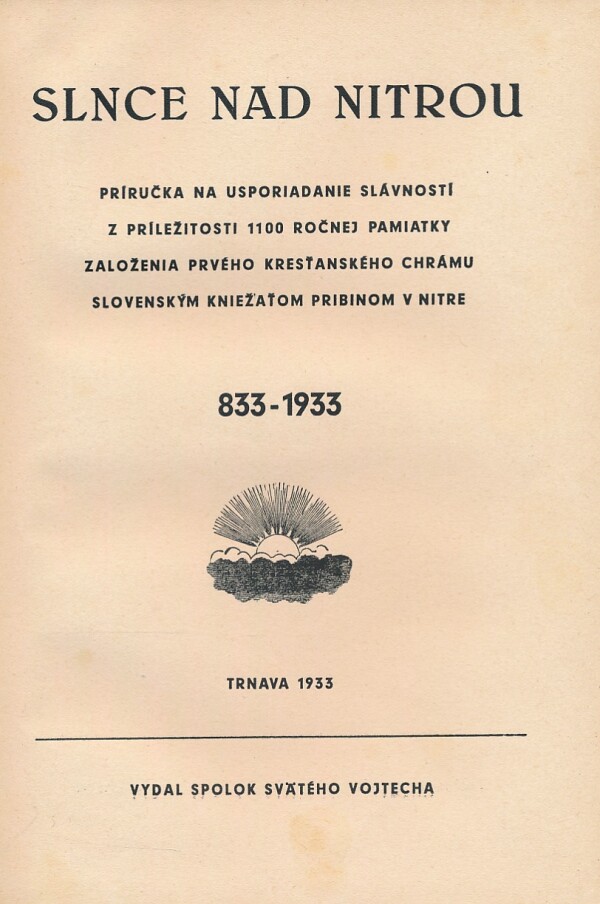 SLNCE NAD NITROU
PRÍRUČKA NA USPORIADANIE SLÁVNOSTÍ
Z PRÍLEŽITOSTI 1100 ROČNEJ PAMIATKY
ZALOŽENIA PRVÉHO KRESŤANSKÉHO CHRÁMU
SLOVENSKÝM KNIEŽAŤOM PRIBINOM V NITRE
833-1933
TRNAVA 1933
VYDAL SPOLOK SVÄTÉHO VOJTECHA